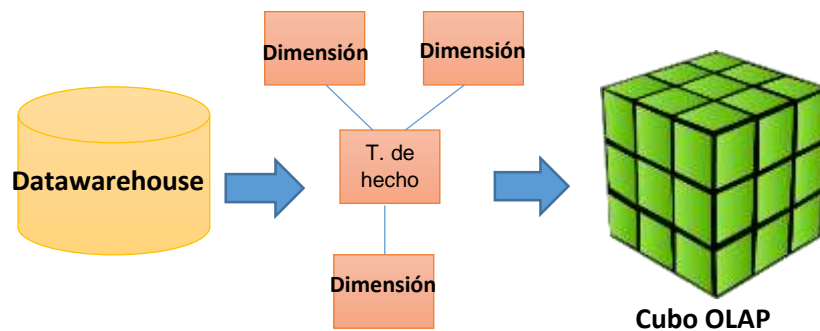 Dimensión
Dimensión
Datawarehouse
T. de
hecho
Dimensión
Cubo OLAP